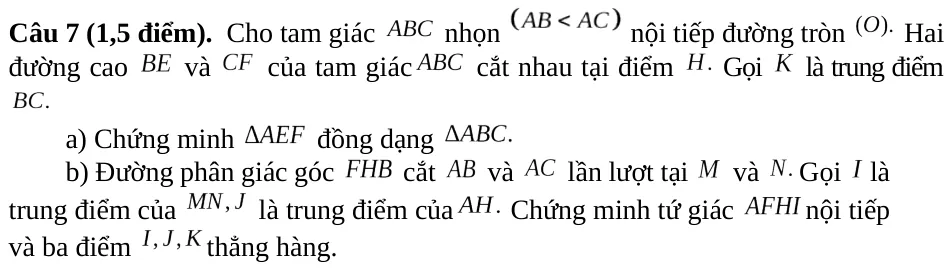 Câu 7 (1,5 điểm). Cho tam giác ABC nhọn (AB < AC) nội tiếp đường tròn (O). Hai
đường cao BE và CF của tam giác ABC cắt nhau tại điểm H. Gọi K là trung điểm
BC.
a) Chứng minh ΔAEF đồng dạng ΔABC.
b) Đường phân giác góc FHB cắt AB và AC lần lượt tại M và N. Gọi I là
trung điểm của MN, J là trung điểm của AH. Chứng minh tứ giác AFHI nội tiếp
và ba điểm I, J, K thẳng hàng.